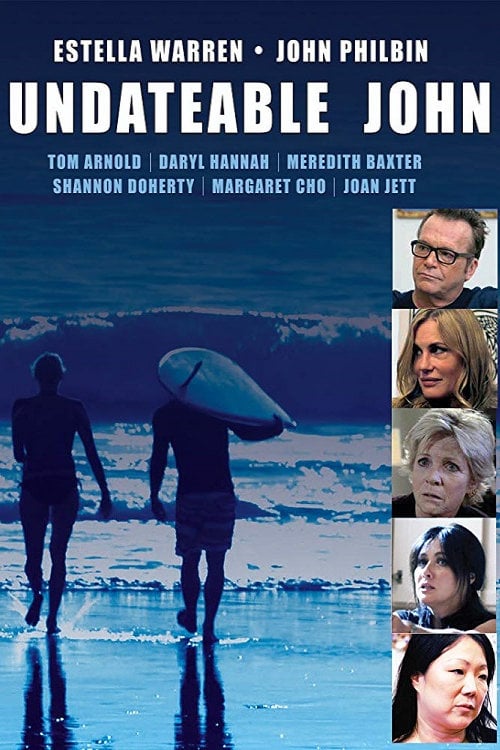 ESTELLA WARREN • JOHN PHILBIN
UNDATEABLE JOHN
TOM ARNOLD | DARYL HANNAH | MEREDITH BAXTER
SHANNON DOHERTY | MARGARET CHO | JOAN JETT